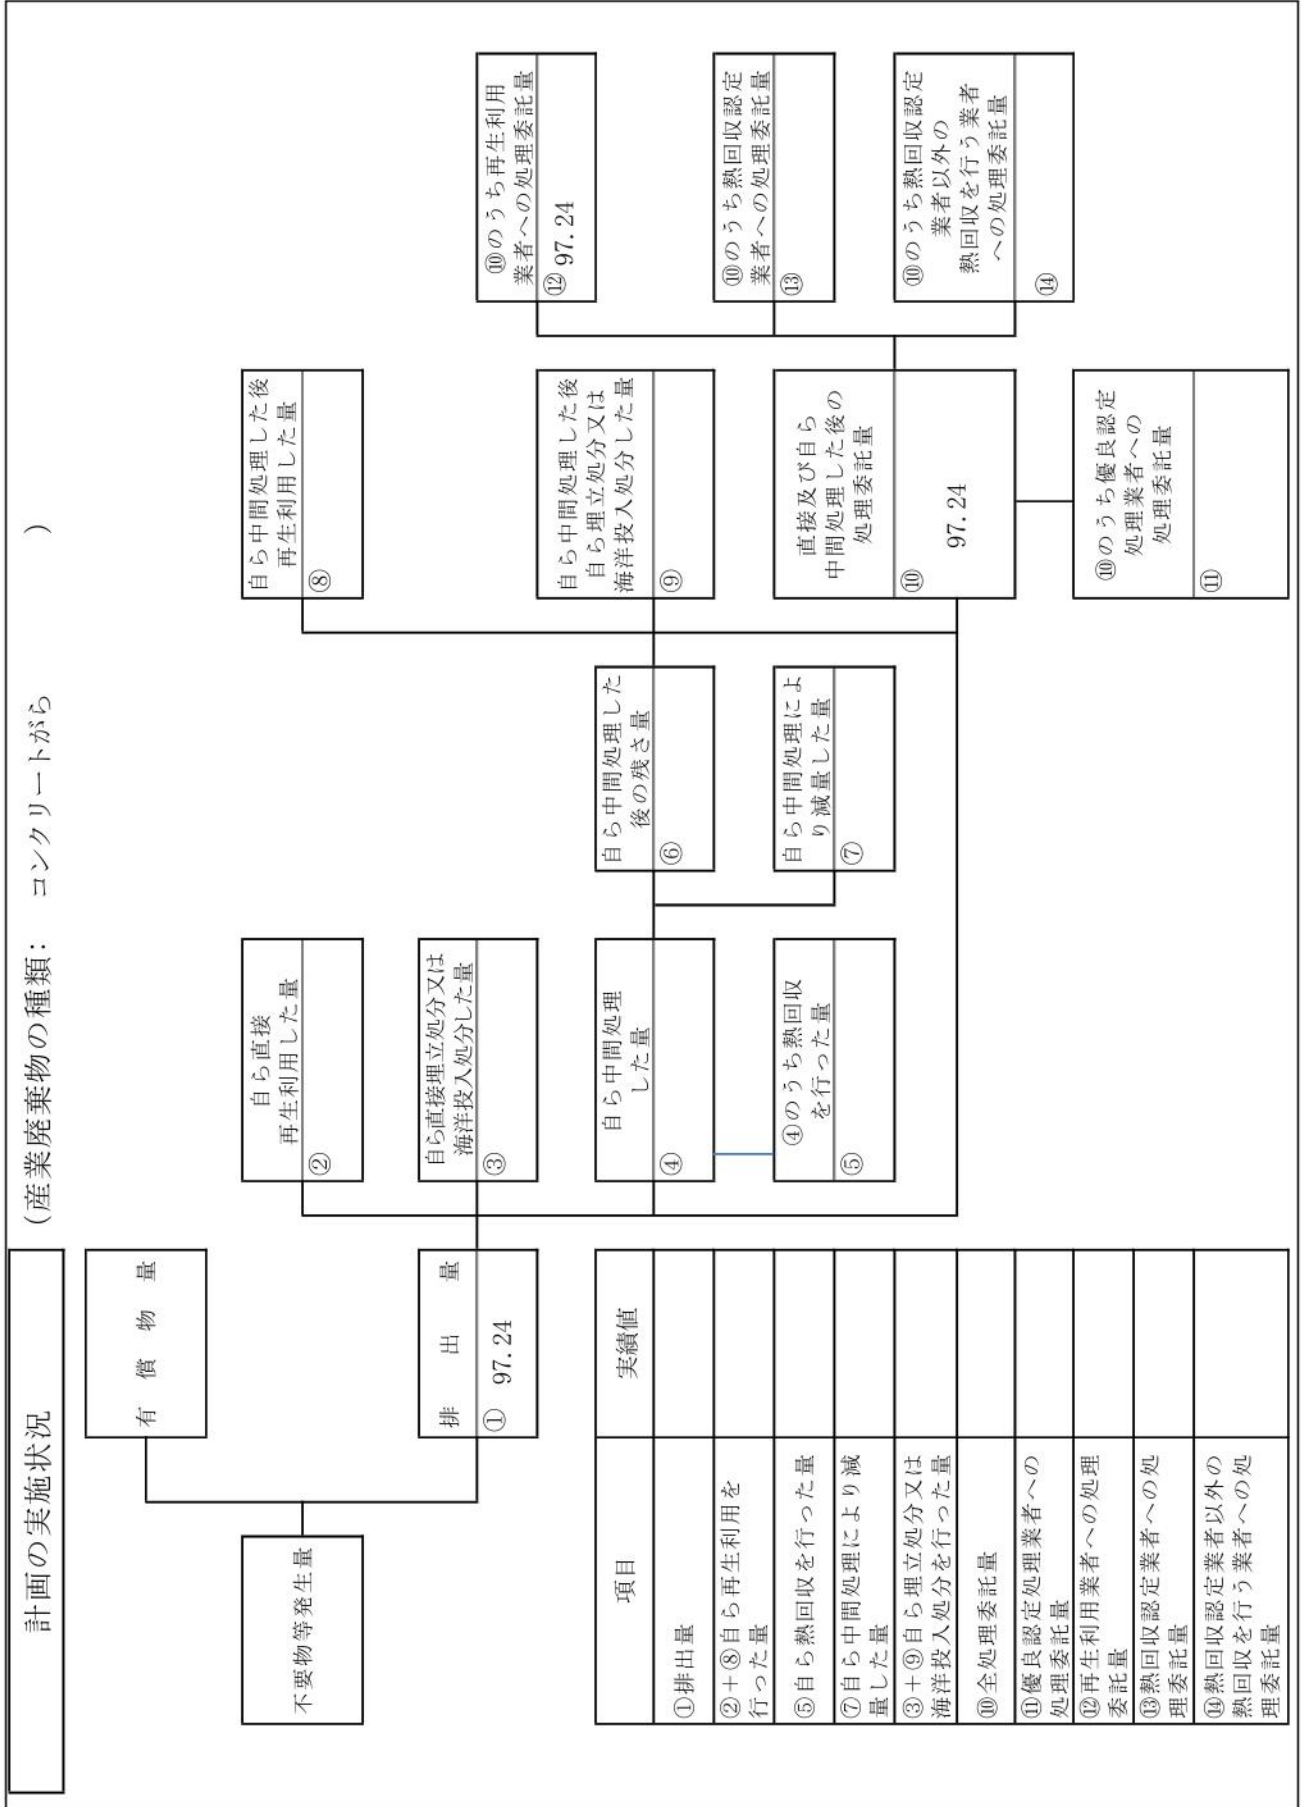 計画の実施状況
（産業廃棄物の種類： コンクリートがら ）
不要物等発生量
有償物量
排出量
① 97.24
自ら直接
再生利用した量
②
自ら直接埋立処分又は
海洋投入処分した量
③
自ら中間処理
した量
④
④のうち熱回収
を行った量
⑤
自ら中間処理した
後の残さ量
⑥
自ら中間処理によ
り減量した量
⑦
自ら中間処理した後
再生利用した量
⑧
自ら中間処理した後
自ら埋立処分又は
海洋投入処分した量
⑨
直接及び自ら
中間処理した後の
処理委託量
⑩
97.24
⑩のうち優良認定
処理業者への
処理委託量
⑪
⑩のうち再生利用
業者への処理委託量
⑫ 97.24
⑩のうち熱回収認定
業者への処理委託量
⑬
⑩のうち熱回収認定
業者以外の
熱回収を行う業者
への処理委託量
⑭
項目 実績値
①排出量
②＋⑧自ら再生利用を
行った量
⑤自ら熱回収を行った量
⑦自ら中間処理により減
量した量
③＋⑨自ら埋立処分又は
海洋投入処分を行った量
⑩全処理委託量
⑪優良認定処理業者への
処理委託量
⑫再生利用業者への処理
委託量
⑬熱回収認定業者への処
理委託量
⑭熱回収認定業者以外の
熱回収を行う業者への処
理委託量